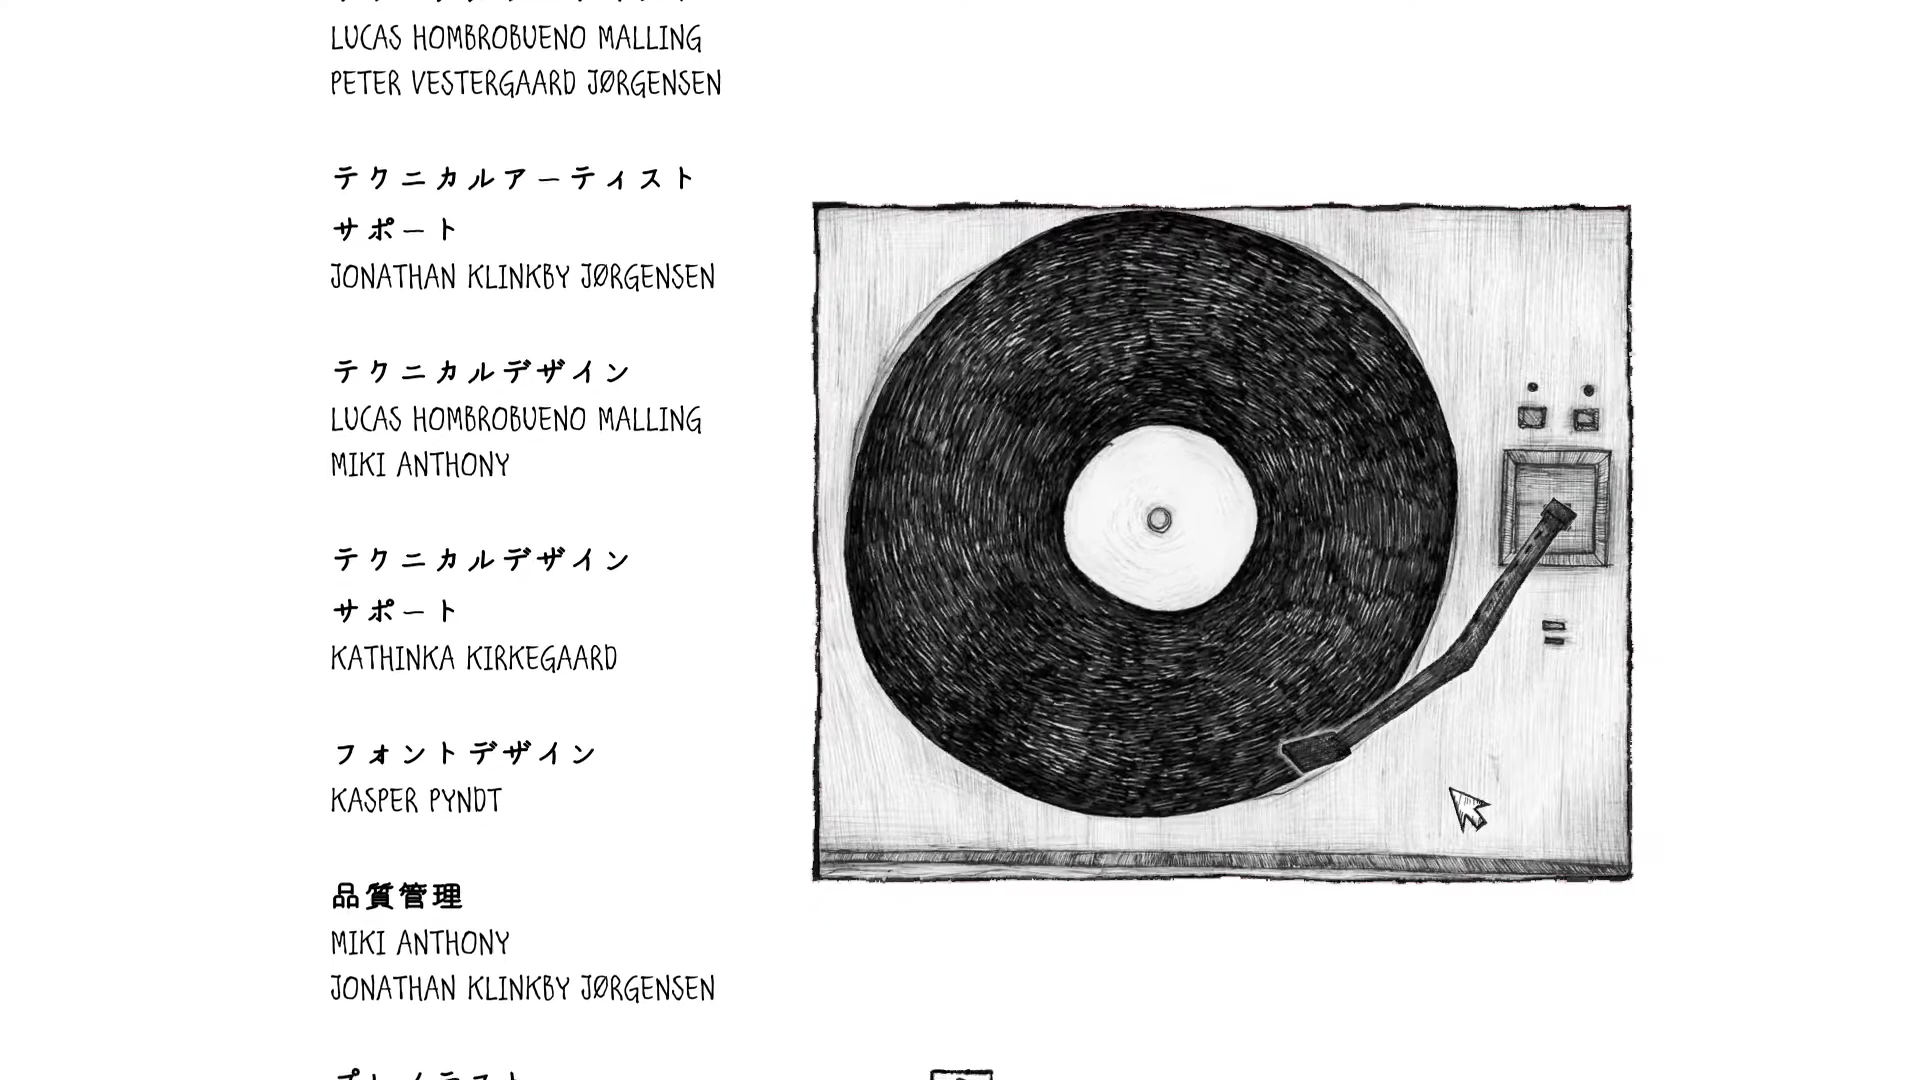 LUCAS HOMBROBUENO MALLING
PETER VESTERGAARD JØRGENSEN
テクニカルアーティスト
サポート
JONATHAN KLINKBY JØRGENSEN
テクニカルデザイン
LUCAS HOMBROBUENO MALLING
MIKI ANTHONY
テクニカルデザイン
サポート
KATHINKA KIRKEGAARD
フォントデザイン
KASPER PYNDT
品質管理
MIKI ANTHONY
JONATHAN KLINKBY JØRGENSEN